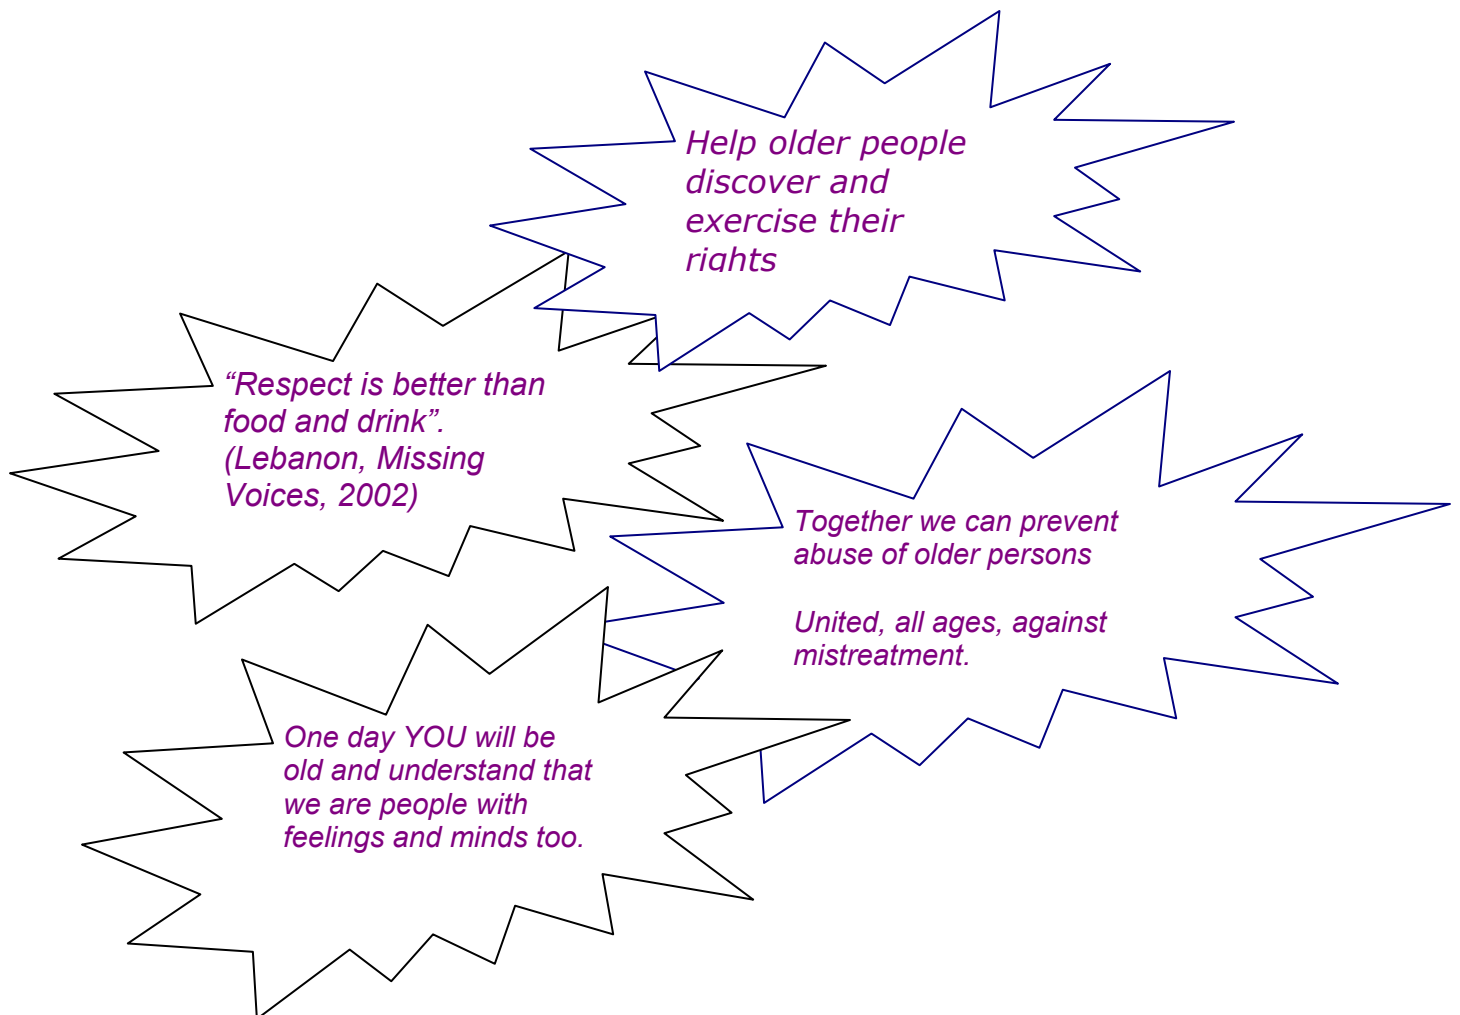 Help older people
discover and
exercise their
rights
“Respect is better than
food and drink”.
(Lebanon, Missing
Voices, 2002)
Together we can prevent
abuse of older persons
United, all ages, against
mistreatment.
One day YOU will be
old and understand that
we are people with
feelings and minds too.